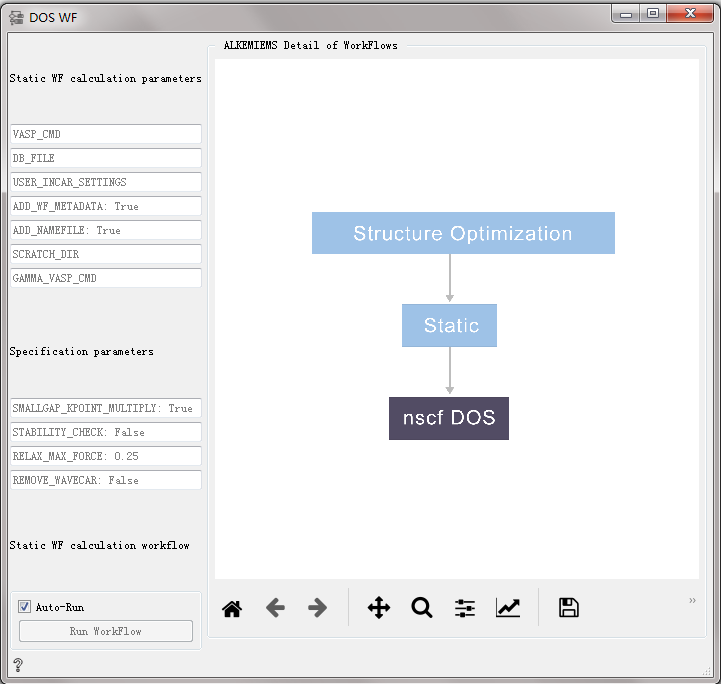 DOS WF
ALKEMIEMS Detail of WorkFlows
Static WF calculation parameters
VASP_CMD
DB_FILE
USER_INCAR_SETTINGS
ADD_WF_METADATA: True
ADD_NAMEFILE: True
SCRATCH_DIR
GAMMA_VASP_CMD
Specification parameters
SMALLGAP_KPOINT_MULTIPLY: True
STABILITY_CHECK: False
RELAX_MAX_FORCE: 0.25
REMOVE_WAVECAR: False
Static WF calculation workflow
Auto-Run
Run WorkFlow
Structure Optimization
Static
nscf DOS